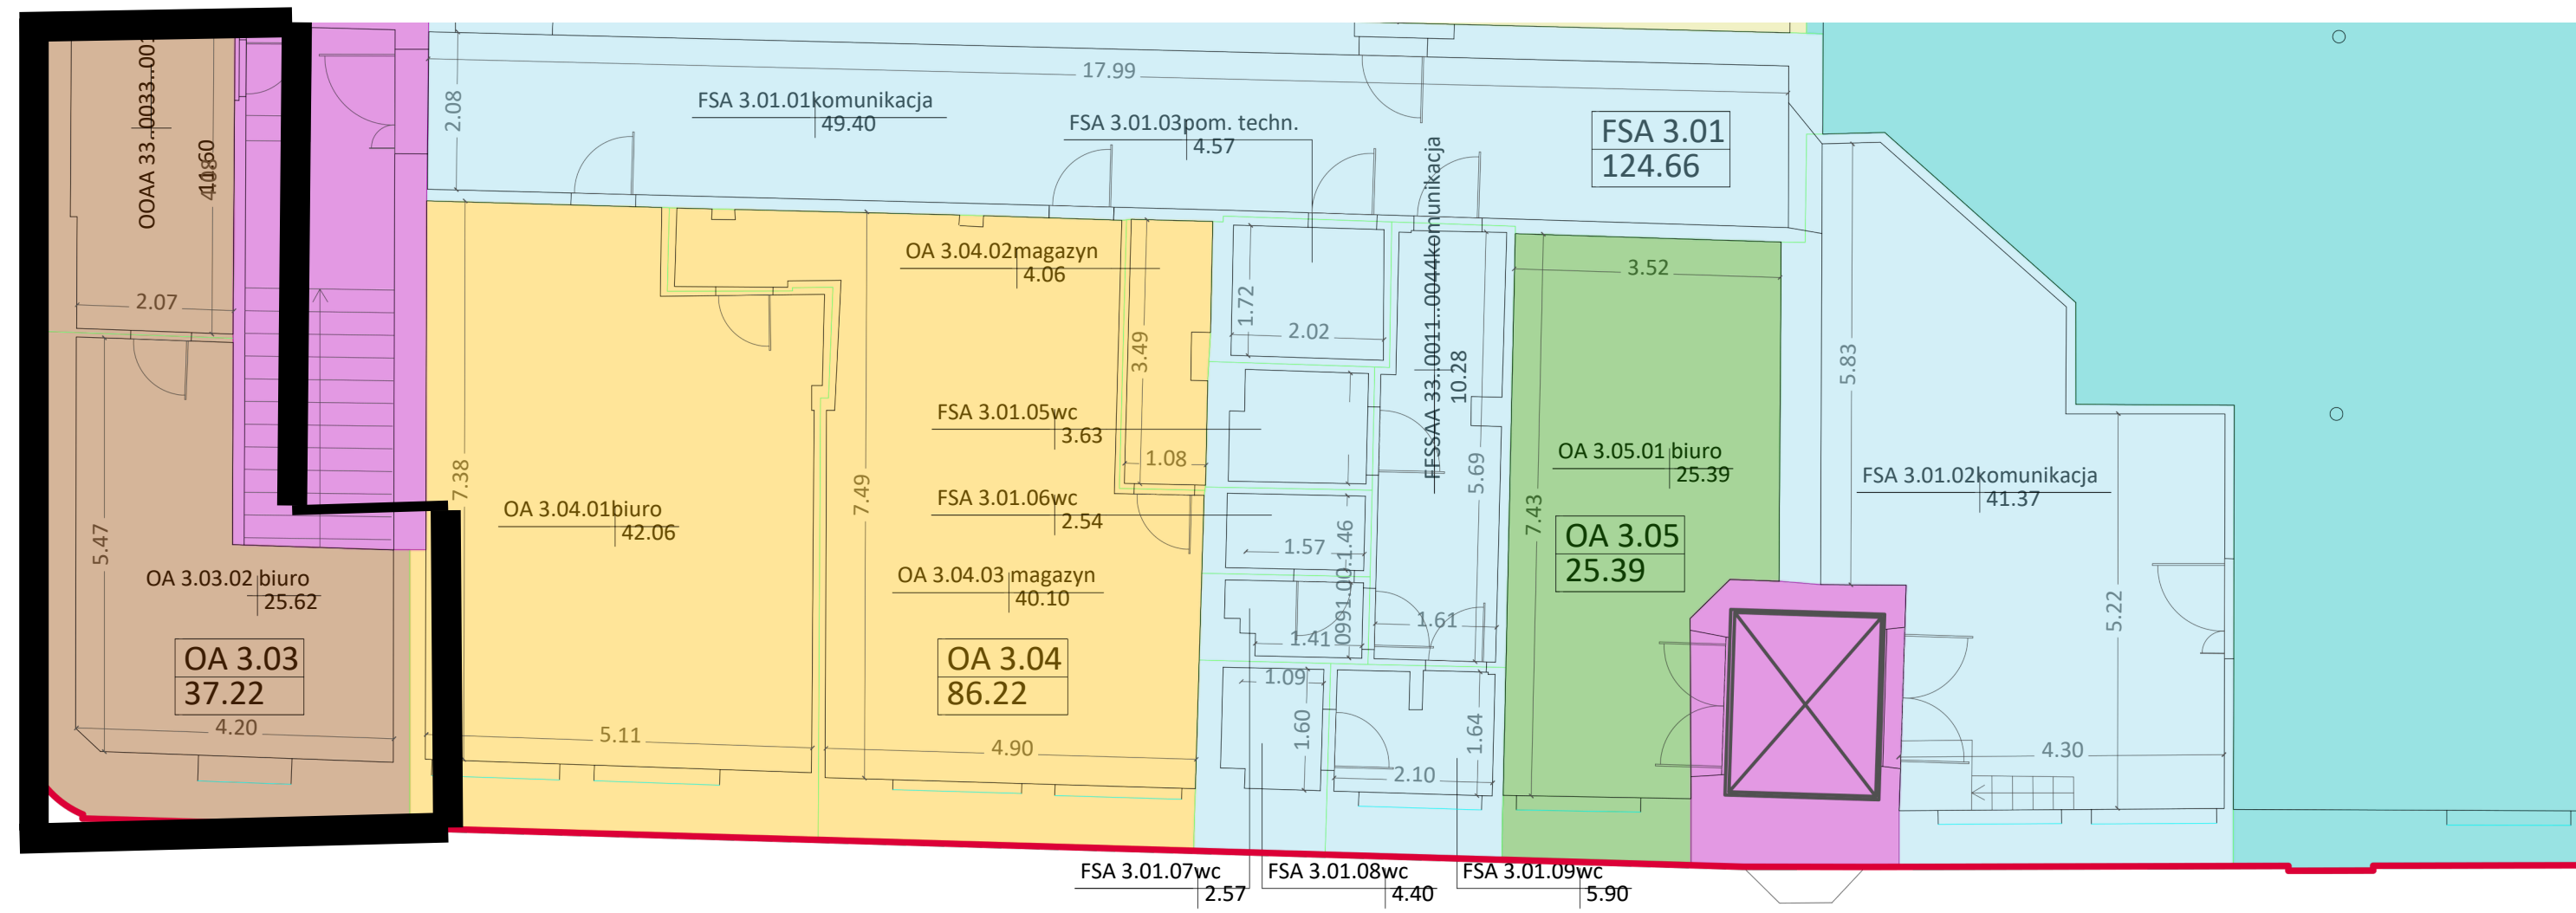 17.99
2.08
FSA 3.01.01komunikacja
49.40
FSA 3.01.03pom. techn.
4.57
FSA 3.01
124.66
2.07
OA 3.04.02magazyn
4.06
3.52
1.72
2.02
3.49
10.28
5.83
FSA 3.01.05wc
3.63
1.08
7.38
7.49
5.69
OA 3.05.01 biuro
25.39
FSA 3.01.02komunikacja
41.37
OA 3.04.01biuro
42.06
FSA 3.01.06wc
2.54
7.43
5.47
1.57
1.46
OA 3.05
25.39
OA 3.03.02 biuro
25.62
OA 3.04.03 magazyn
40.10
1.61
1.41
5.22
OA 3.03
37.22
OA 3.04
86.22
1.09
4.20
5.11
4.90
1.60
1.64
2.10
4.30
FSA 3.01.07wc
2.57
FSA 3.01.08wc
4.40
FSA 3.01.09wc
5.90